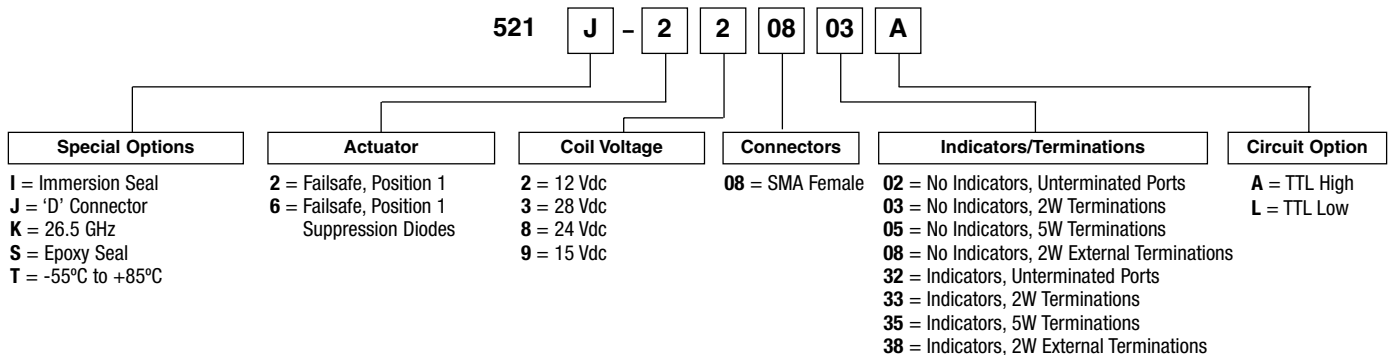 521 J – 2 2 08 03 A
Special Options
I = Immersion Seal
J = ‘D’ Connector
K = 26.5 GHz
S = Epoxy Seal
T = -55ºC to +85ºC
Actuator
2 = Failsafe, Position 1
6 = Failsafe, Position 1
Suppression Diodes
Coil Voltage
2 = 12 Vdc
3 = 28 Vdc
8 = 24 Vdc
9 = 15 Vdc
Connectors
08 = SMA Female
Indicators/Terminations
02 = No Indicators, Unterminated Ports
03 = No Indicators, 2W Terminations
05 = No Indicators, 5W Terminations
08 = No Indicators, 2W External Terminations
32 = Indicators, Unterminated Ports
33 = Indicators, 2W Terminations
35 = Indicators, 5W Terminations
38 = Indicators, 2W External Terminations
Circuit Option
A = TTL High
L = TTL Low